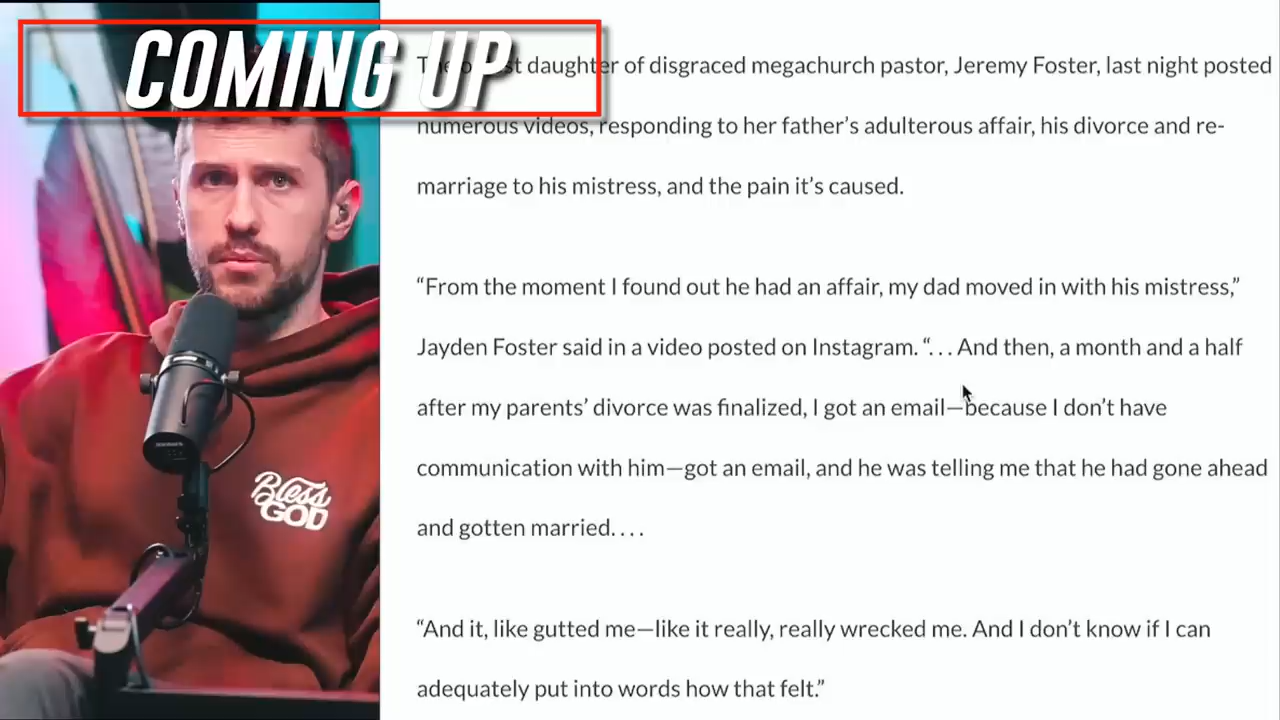 COMING UP
daughter of disgraced megachurch pastor, Jeremy Foster, last night posted
numerous videos, responding to her father’s adulterous affair, his divorce and re-
marriage to his mistress, and the pain it’s caused.
“From the moment I found out he had an affair, my dad moved in with his mistress,”
Jayden Foster said in a video posted on Instagram. “. . . And then, a month and a half
after my parents’ divorce was finalized, I got an email—because I don’t have
communication with him—got an email, and he was telling me that he had gone ahead
and gotten married. . . .
“And it, like gutted me—like it really, really wrecked me. And I don’t know if I can
adequately put into words how that felt.”
Bless
GOD